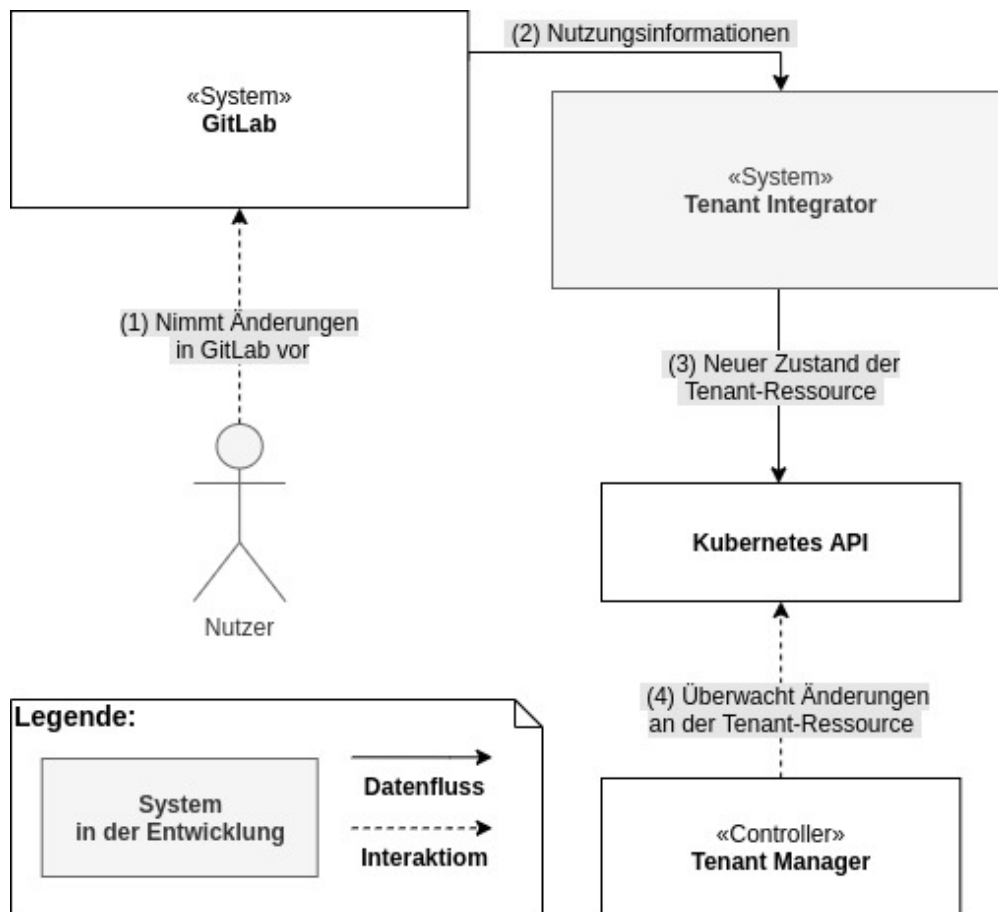 (2) Nutzungsinformationen
«System»
GitLab
«System»
Tenant Integrator
(1) Nimmt Änderungen
in GitLab vor
(3) Neuer Zustand der
Tenant-Ressource
Kubernetes API
Nutzer
(4) Überwacht Änderungen
an der Tenant-Ressource
Legende:
System
in der Entwicklung
Datenfluss
Interaktiom
«Controller»
Tenant Manager